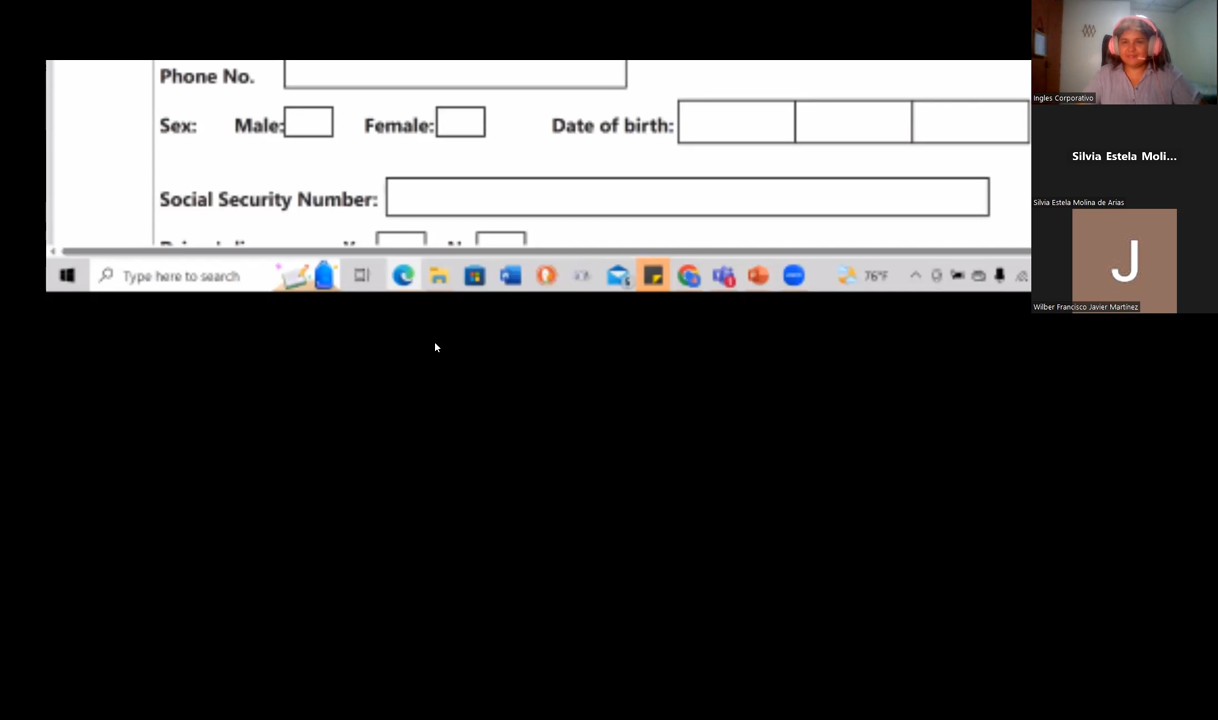 Phone No.
Sex: Male: Female: Date of birth:
Social Security Number:
Type here to search
76°F
Ingles Corporativo
Silvia Estela Moli...
Silvia Estela Molina de Arias
J
Wilber Francisco Javier Martínez